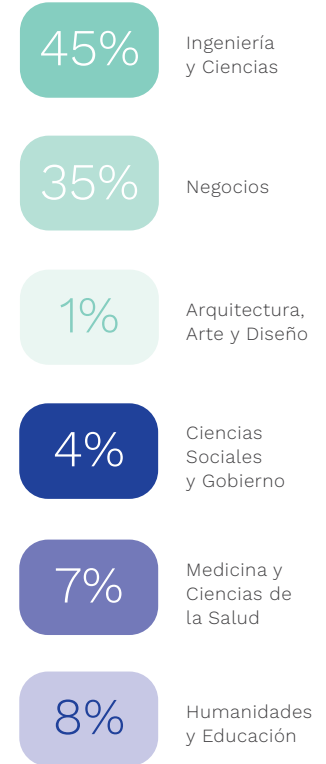 45%
Ingeniería
y Ciencias
35%
Negocios
1%
Arquitectura,
Arte y Diseño
4%
Ciencias
Sociales
y Gobierno
7%
Medicina y
Ciencias de
la Salud
8%
Humanidades
y Educación